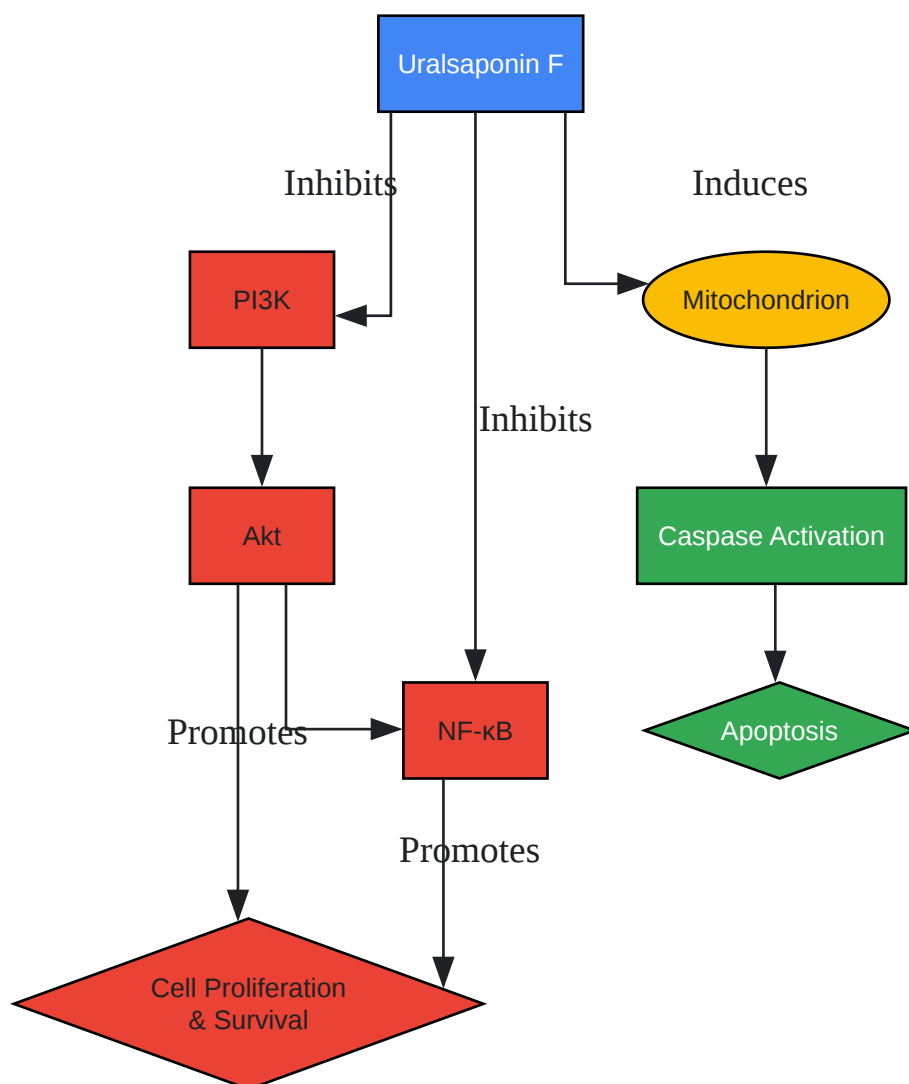 Uralsaponin F
Inhibits
Induces
PI3K
Mitochondrion
Inhibits
Akt
Caspase Activation
Promotes
NF-κB
Apoptosis
Promotes
Cell Proliferation
& Survival